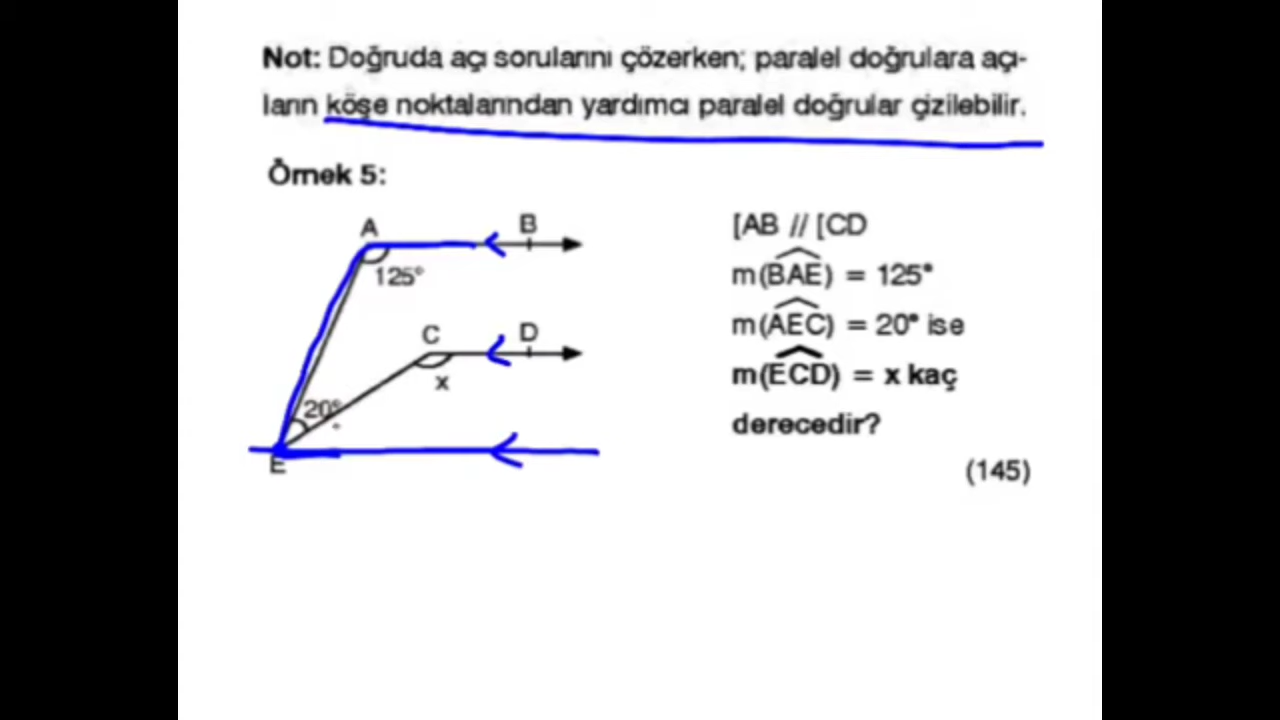 Not: Doğruda açı sorularını çözerken; paralel doğrulara açı-
ların köşe noktalarından yardımcı paralel doğrular çizilebilir.
Örnek 5:
A
B
125°
C
D
x
20°
E
[AB // [CD
m(BAE) = 125°
m(AEC) = 20° ise
m(ECD) = x kaç
derecedir?
(145)